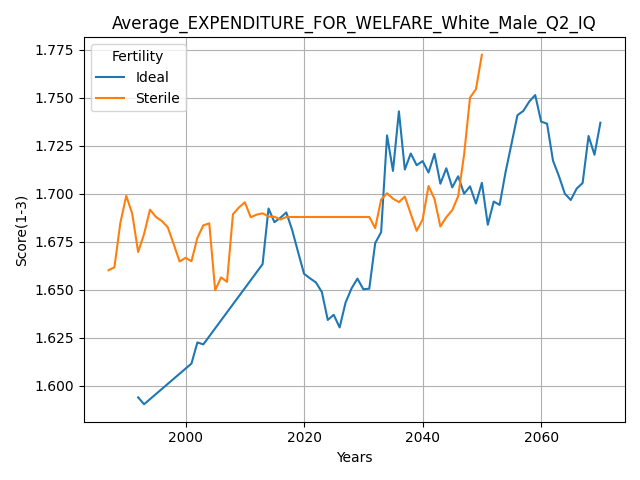 Average_EXPENDITURE_FOR_WELFARE_White_Male_Q2_IQ
Fertility
Ideal
Sterile
1.775
1.750
1.725
1.700
1.675
1.650
1.625
1.600
Score(1-3)
2000 2020 2040 2060
Years